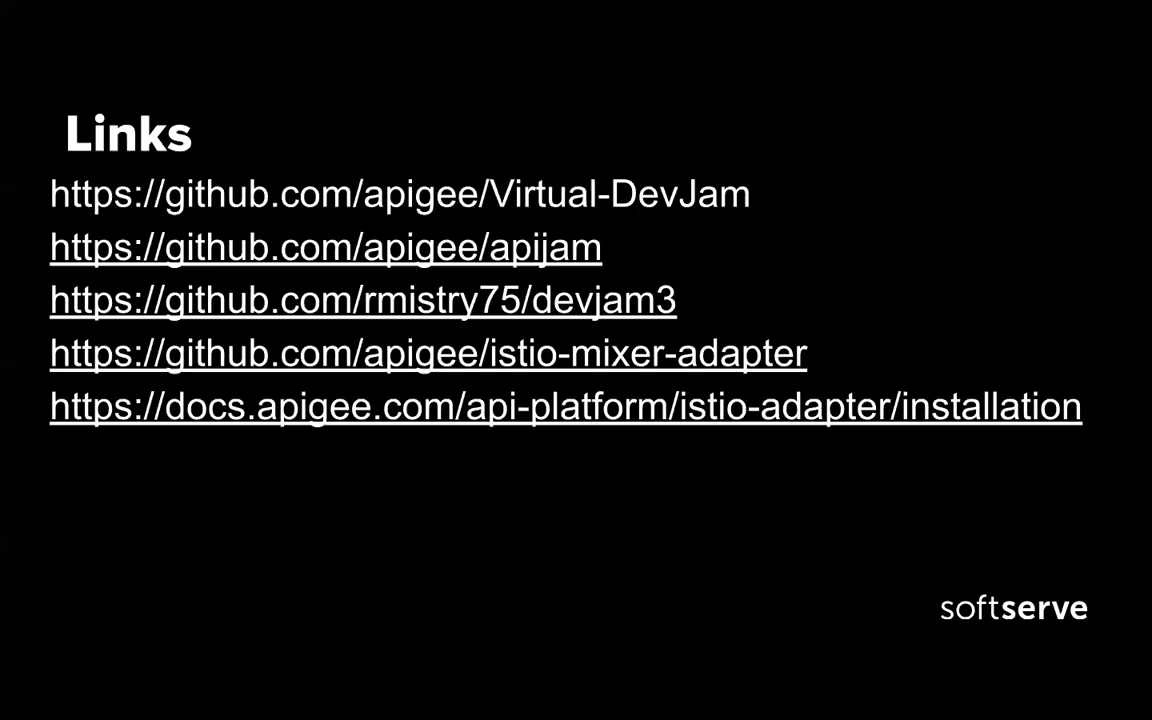 Links
https://github.com/apigee/Virtual-DevJam
https://github.com/apigee/apijam
https://github.com/rmistry75/devjam3
https://github.com/apigee/istio-mixer-adapter
https://docs.apigee.com/api-platform/istio-adapter/installation
softserve